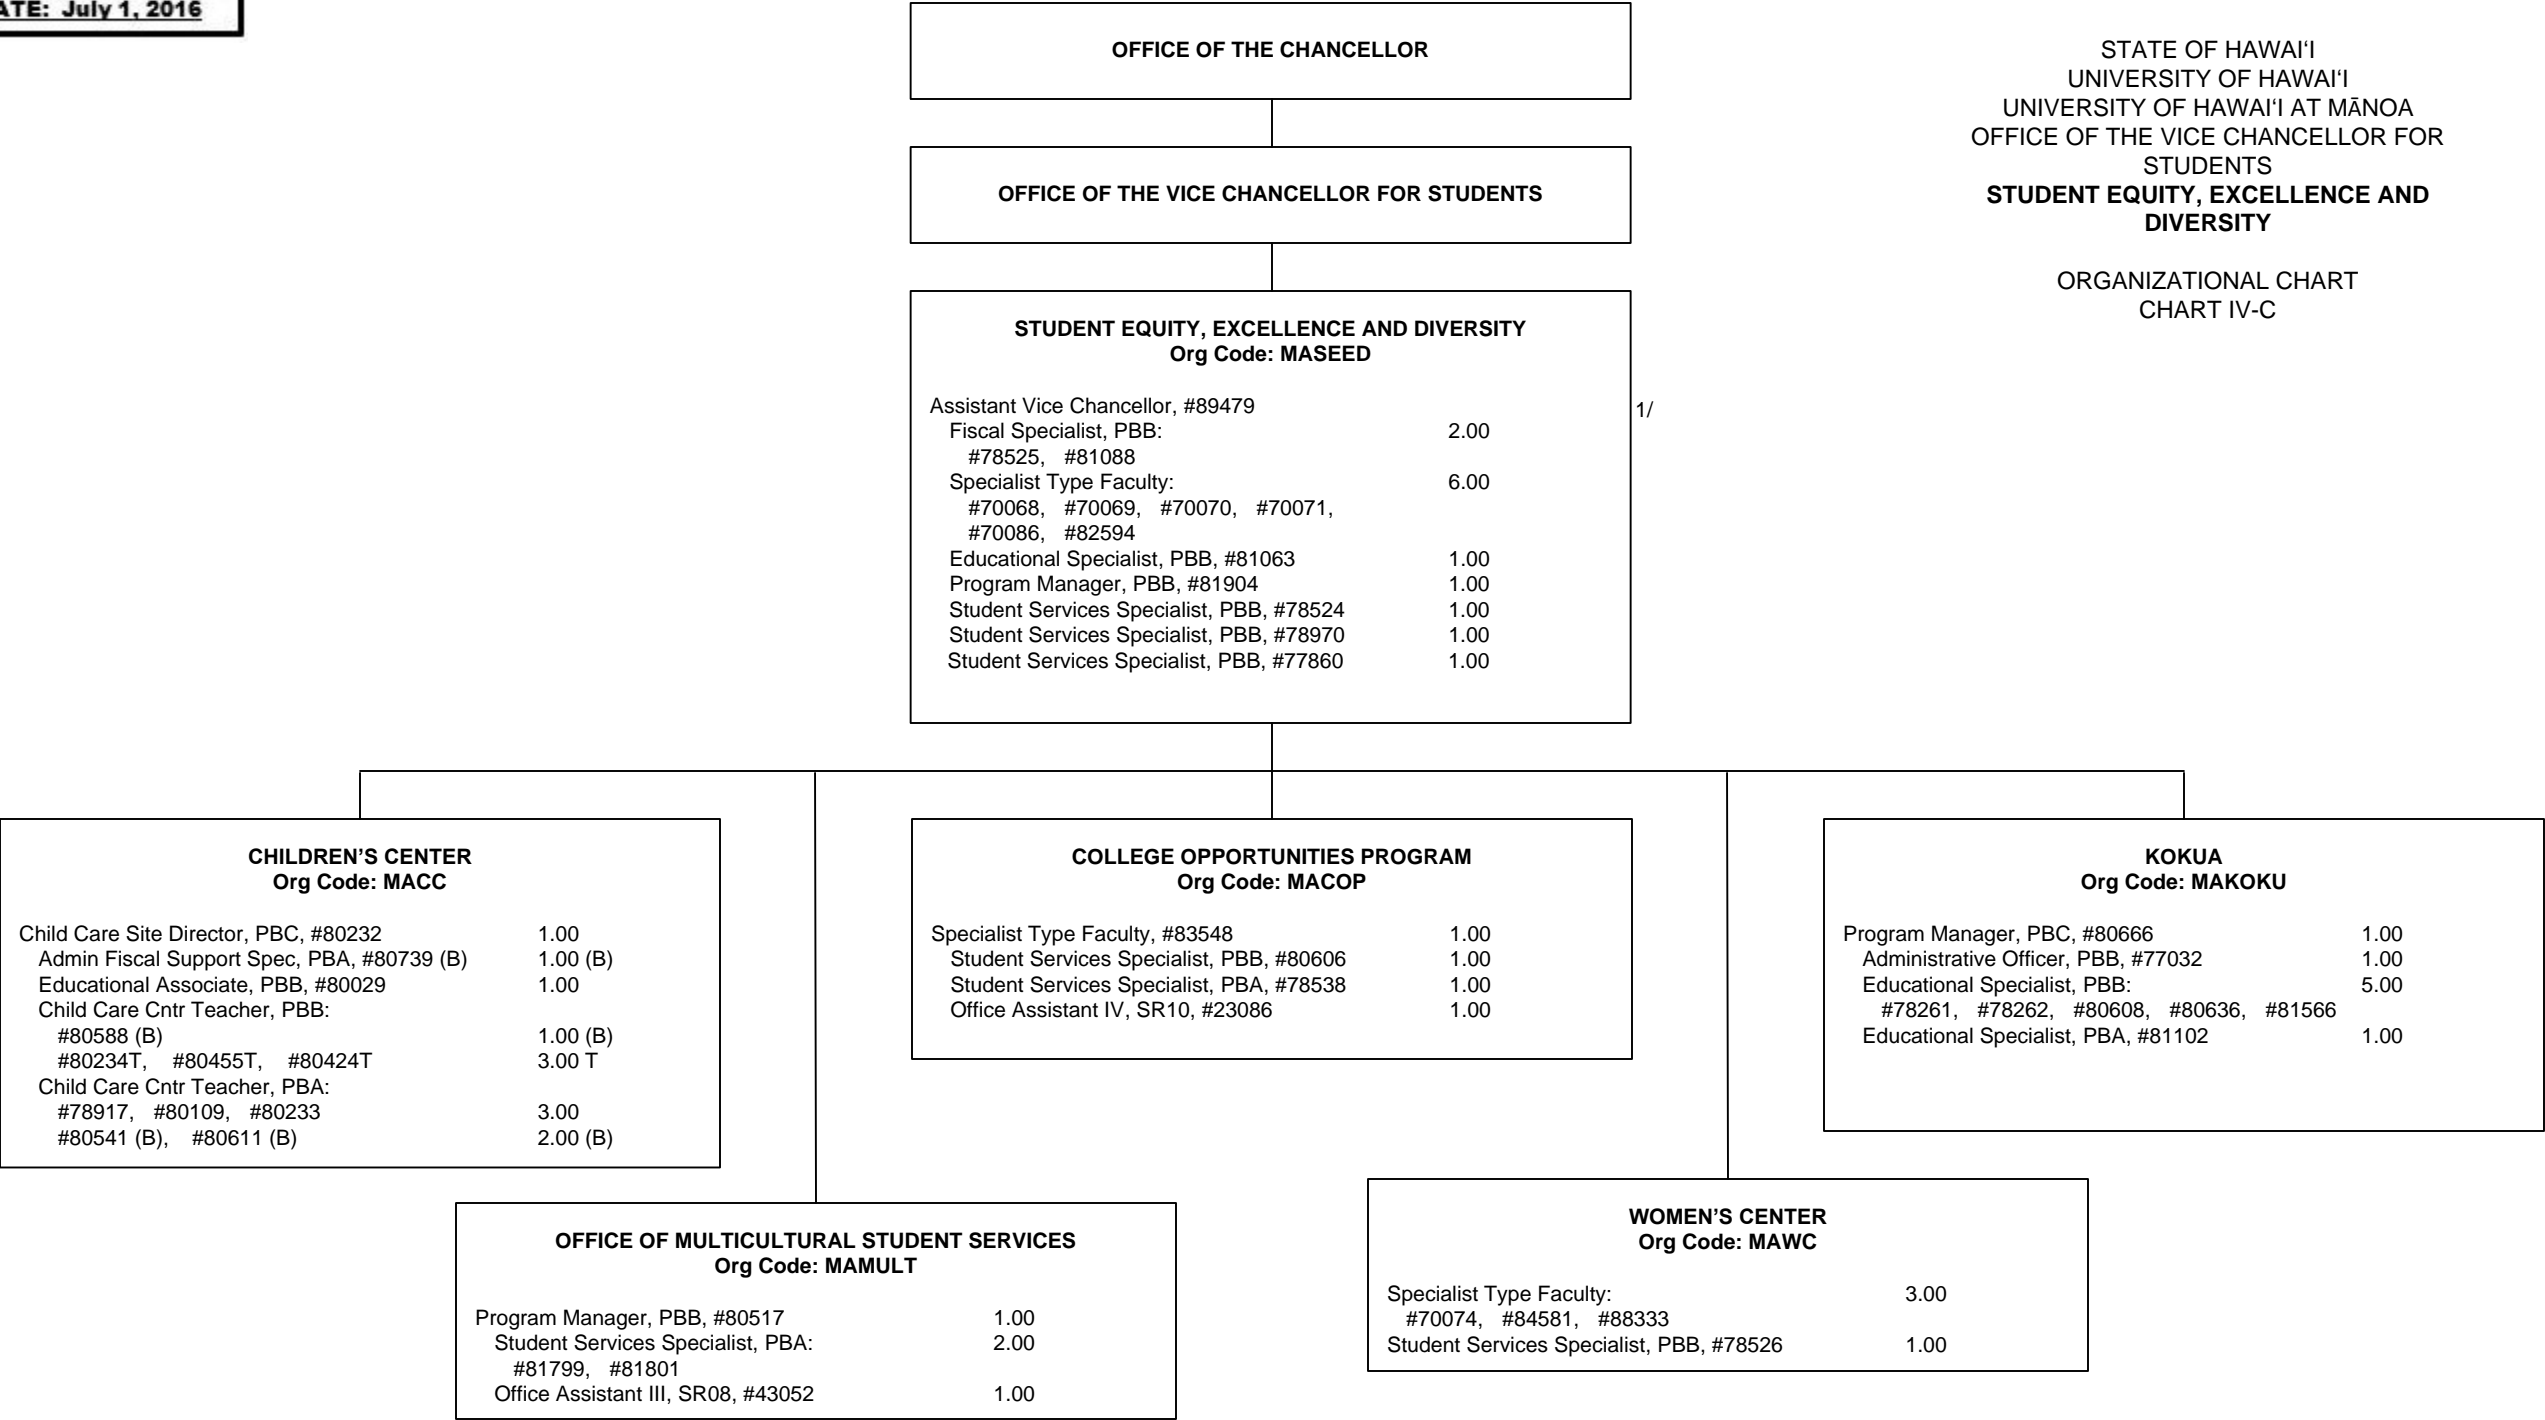 ATE: July 1, 2016
OFFICE OF THE CHANCELLOR
STATE OF HAWAI‘I
UNIVERSITY OF HAWAI‘I
UNIVERSITY OF HAWAI‘I AT MĀNOA
OFFICE OF THE VICE CHANCELLOR FOR
STUDENTS
STUDENT EQUITY, EXCELLENCE AND
DIVERSITY
ORGANIZATIONAL CHART
CHART IV-C
OFFICE OF THE VICE CHANCELLOR FOR STUDENTS
STUDENT EQUITY, EXCELLENCE AND DIVERSITY
Org Code: MASEED
Assistant Vice Chancellor, #89479 1/
Fiscal Specialist, PBB: 2.00
#78525, #81088
Specialist Type Faculty: 6.00
#70068, #70069, #70070, #70071,
#70086, #82594
Educational Specialist, PBB, #81063 1.00
Program Manager, PBB, #81904 1.00
Student Services Specialist, PBB, #78524 1.00
Student Services Specialist, PBB, #78970 1.00
Student Services Specialist, PBB, #77860 1.00
CHILDREN’S CENTER
Org Code: MACC
Child Care Site Director, PBC, #80232 1.00
Admin Fiscal Support Spec, PBA, #80739 (B) 1.00 (B)
Educational Associate, PBB, #80029 1.00
Child Care Cntr Teacher, PBB:
#80588 (B) 1.00 (B)
#80234T, #80455T, #80424T 3.00 T
Child Care Cntr Teacher, PBA:
#78917, #80109, #80233 3.00
#80541 (B), #80611 (B) 2.00 (B)
COLLEGE OPPORTUNITIES PROGRAM
Org Code: MACOP
Specialist Type Faculty, #83548 1.00
Student Services Specialist, PBB, #80606 1.00
Student Services Specialist, PBA, #78538 1.00
Office Assistant IV, SR10, #23086 1.00
KOKUA
Org Code: MAKOKU
Program Manager, PBC, #80666 1.00
Administrative Officer, PBB, #77032 1.00
Educational Specialist, PBB: 5.00
#78261, #78262, #80608, #80636, #81566
Educational Specialist, PBA, #81102 1.00
OFFICE OF MULTICULTURAL STUDENT SERVICES
Org Code: MAMULT
Program Manager, PBB, #80517 1.00
Student Services Specialist, PBA: 2.00
#81799, #81801
Office Assistant III, SR08, #43052 1.00
WOMEN’S CENTER
Org Code: MAWC
Specialist Type Faculty: 3.00
#70074, #84581, #88333
Student Services Specialist, PBB, #78526 1.00